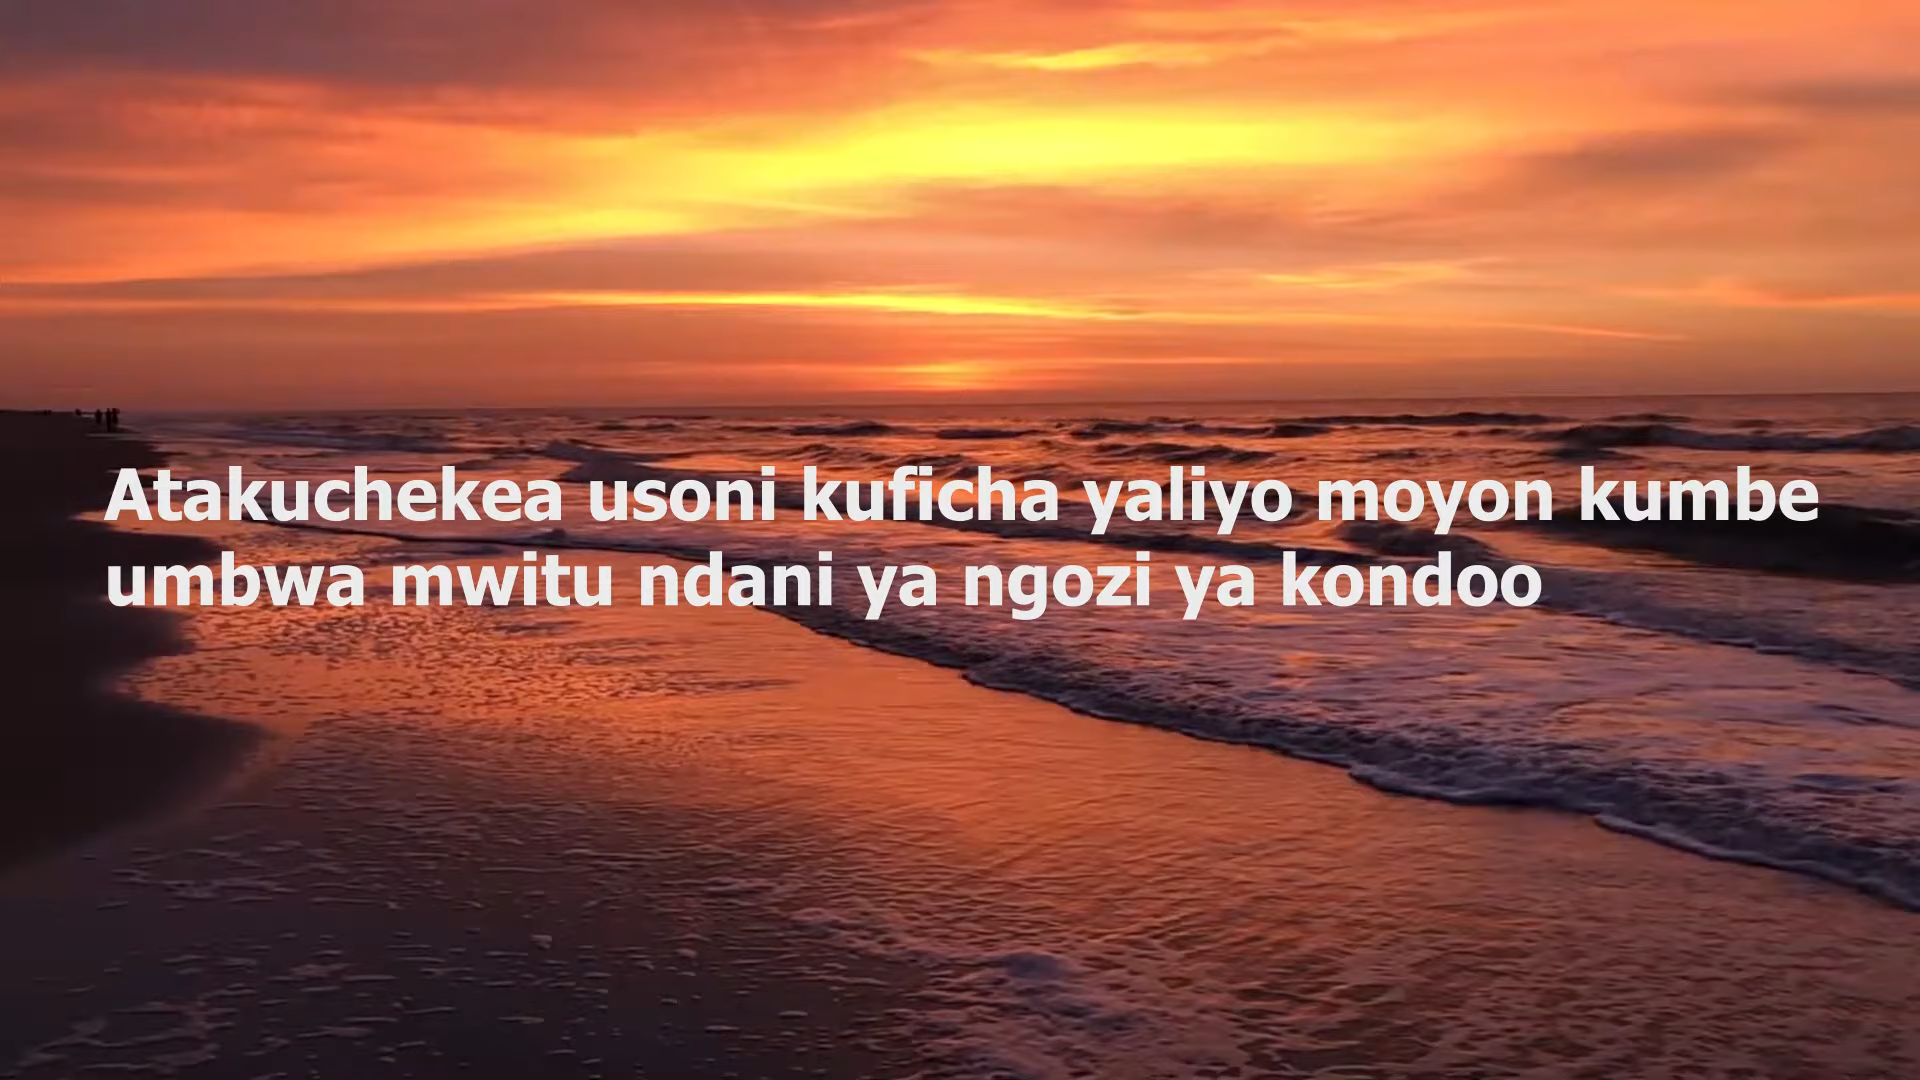 Atakuchekea usoni kuficha yaliyo moyon kumbe
umbwa mwitu ndani ya ngozi ya kondoo